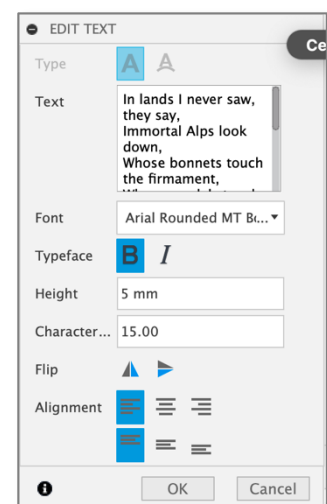 EDIT TEXT
Ce
Type
Text
In lands I never saw,
they say,
Immortal Alps look
down,
Whose bonnets touch
the firmament,
Font
Arial Rounded MT B...
Typeface
B I
Height
5 mm
Character...
15.00
Flip
Alignment
OK
Cancel